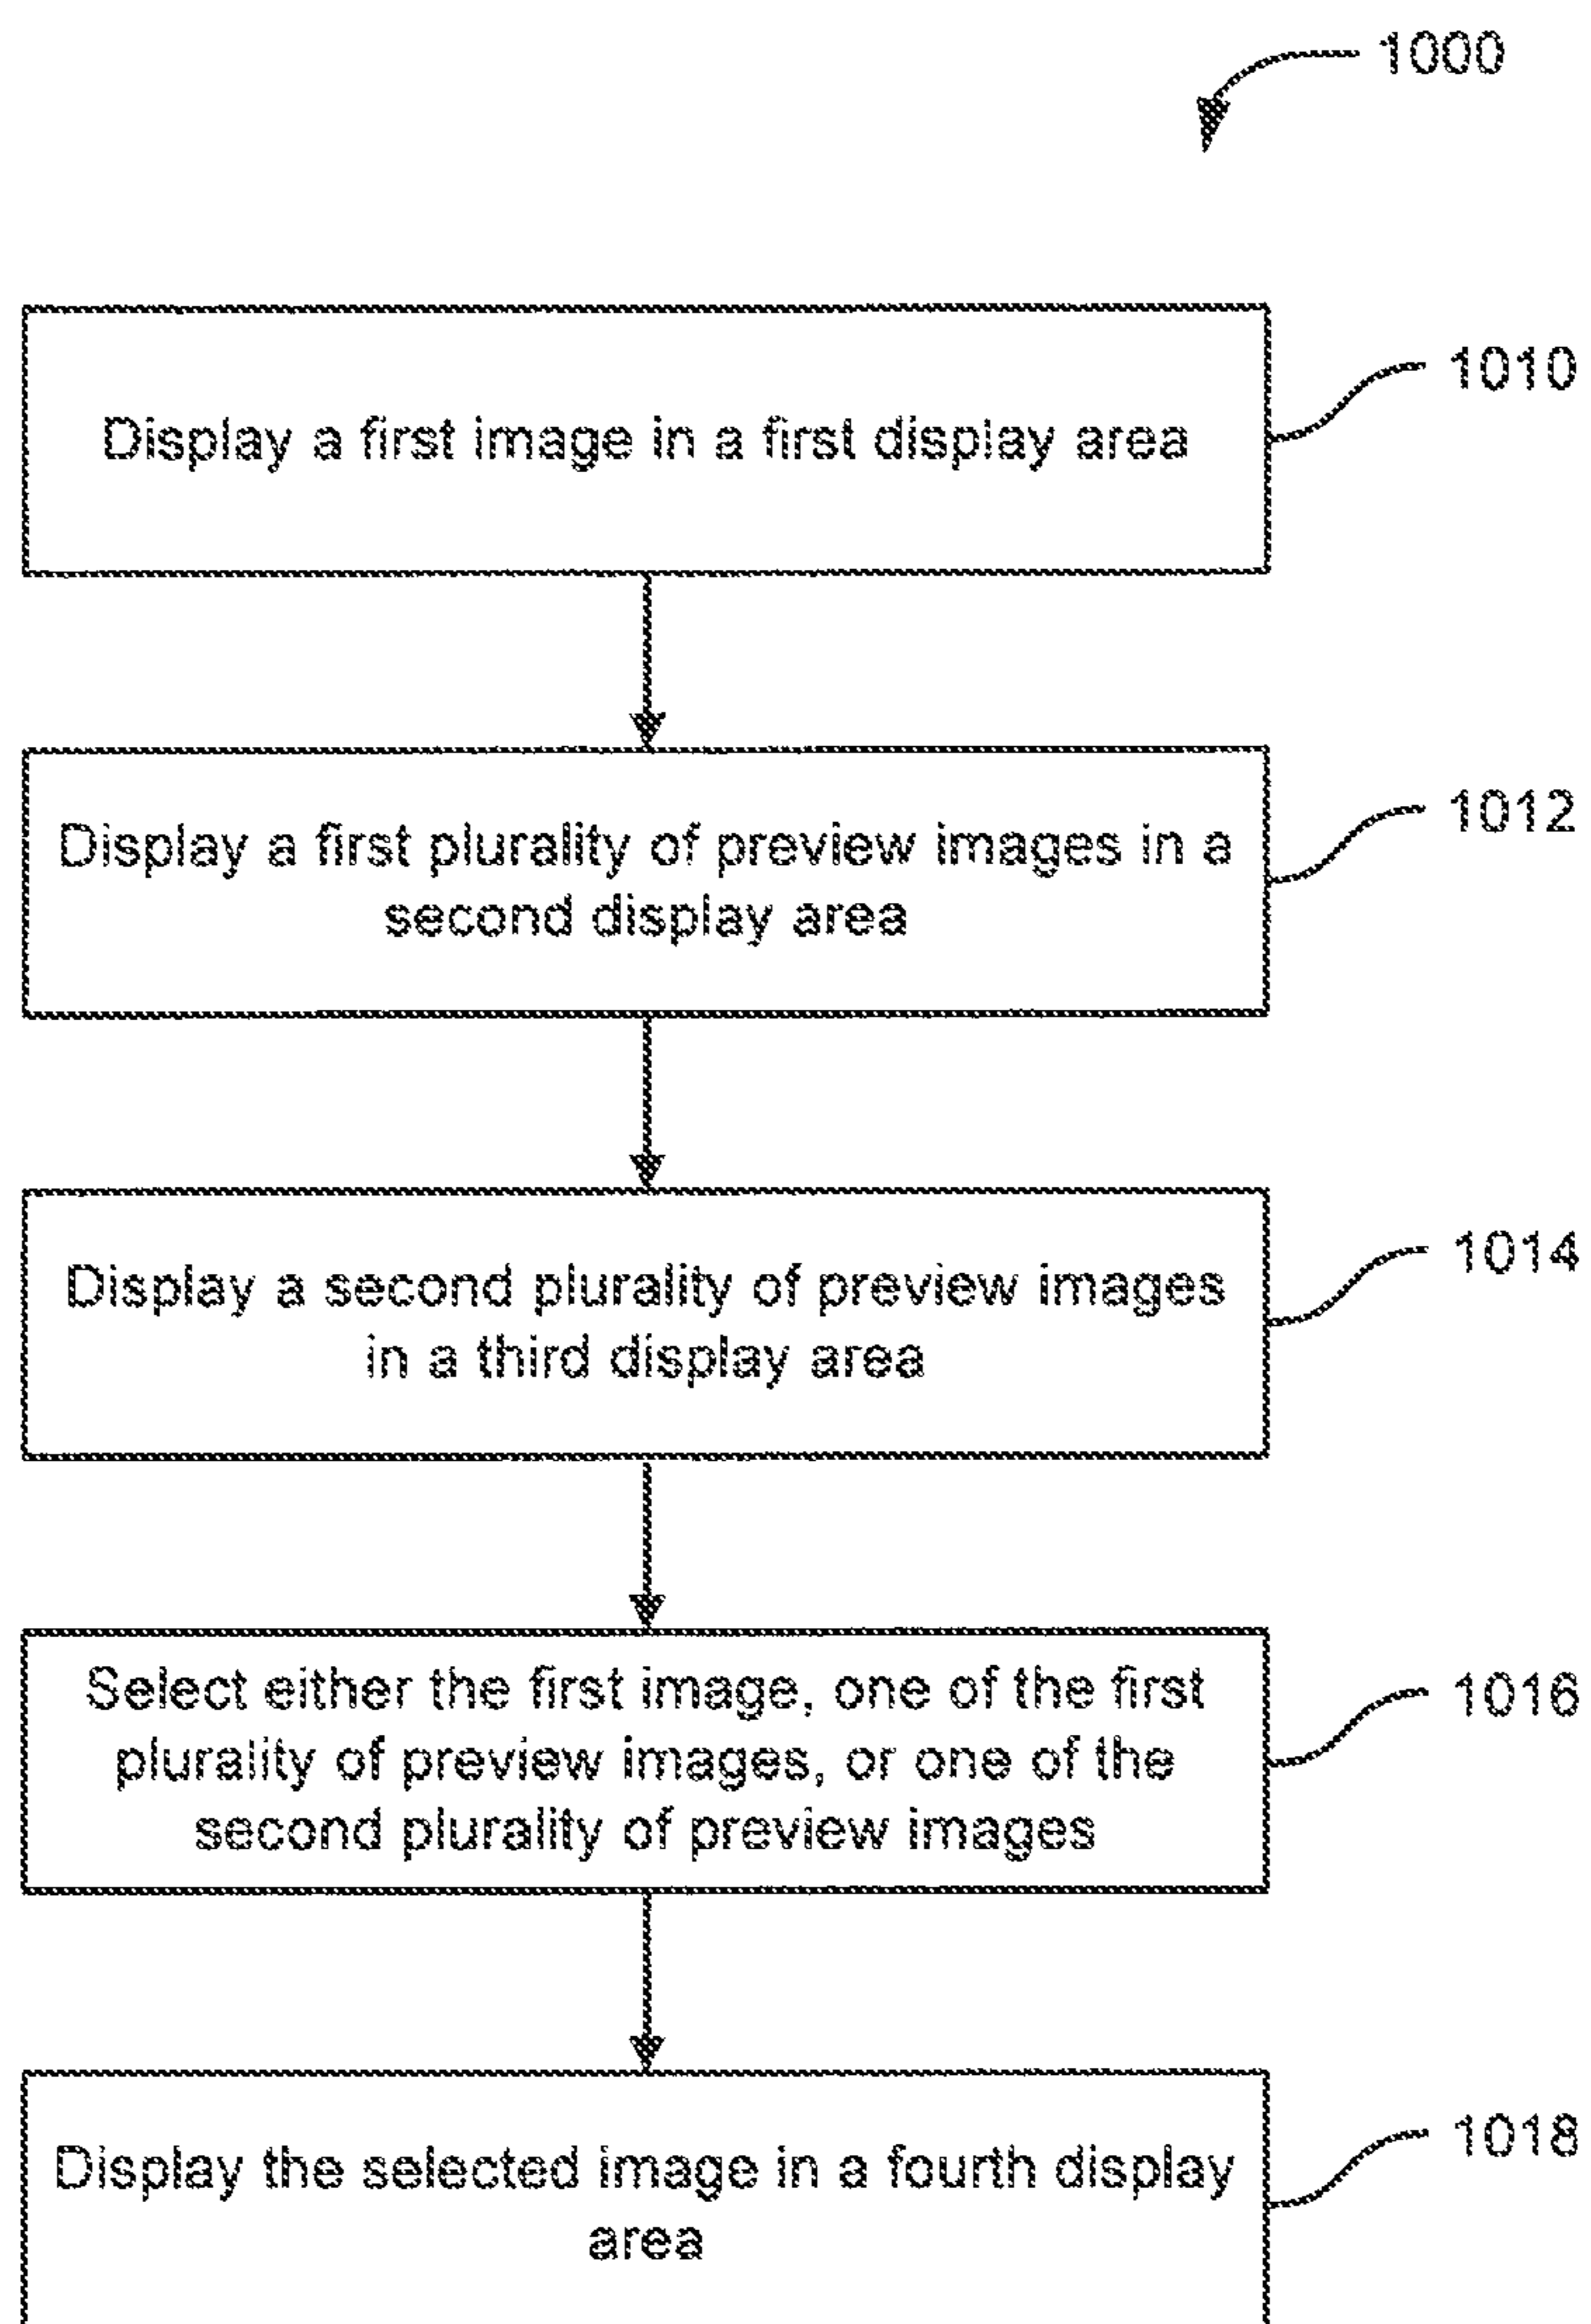 1000
Display a first image in a first display area
1010
Display a first plurality of preview images in a
second display area
1012
Display a second plurality of preview images
in a third display area
1014
Select either the first image, one of the first
plurality of preview images, or one of the
second plurality of preview images
1016
Display the selected image in a fourth display
area
1018